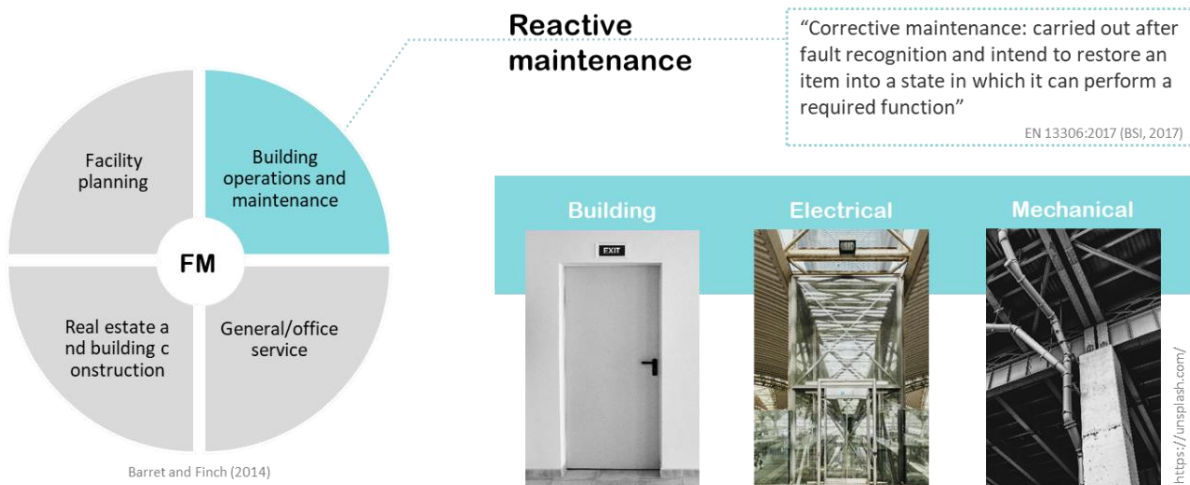 Reactive
maintenance
“Corrective maintenance: carried out after
fault recognition and intend to restore an
item into a state in which it can perform a
required function”
EN 13306:2017 (BSI, 2017)
Facility
planning
Building
operations and
maintenance
FM
Real estate a
nd building c
onstruction
General/office
service
Barret and Finch (2014)
Building
Electrical
Mechanical
EXIT
https://unsplash.com/